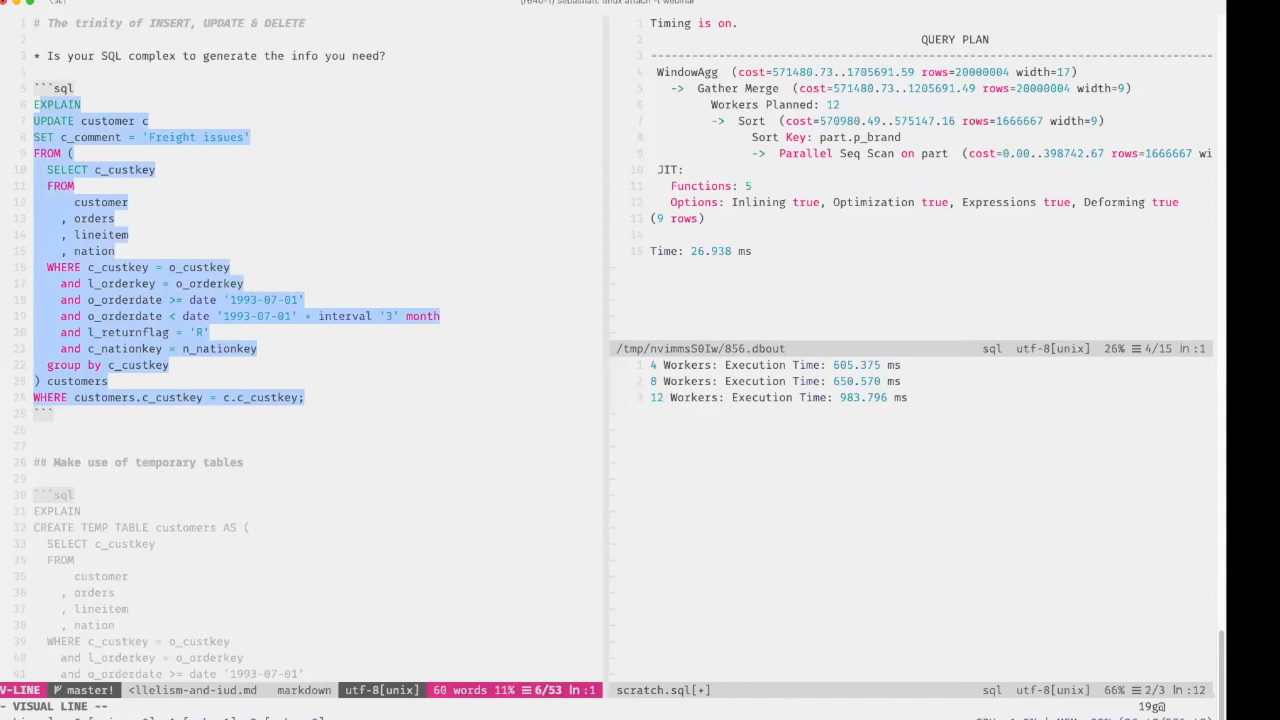 # The trinity of INSERT, UPDATE & DELETE
* Is your SQL complex to generate the info you need?
```sql
EXPLAIN
UPDATE customer c
SET c_comment = 'Freight issues'
FROM (
SELECT c_custkey
FROM
customer
, orders
, lineitem
, nation
WHERE c_custkey = o_custkey
and l_orderkey = o_orderkey
and o_orderdate >= date '1993-07-01'
and o_orderdate < date '1993-07-01' + interval '3' month
and l_returnflag = 'R'
and c_nationkey = n_nationkey
group by c_custkey
) customers
WHERE customers.c_custkey = c.c_custkey;
```
## Make use of temporary tables
```sql
EXPLAIN
CREATE TEMP TABLE customers AS (
SELECT c_custkey
FROM
customer
, orders
, lineitem
, nation
WHERE c_custkey = o_custkey
and l_orderkey = o_orderkey
and o_orderdate >= date '1993-07-01'
V-LINE master! <llelism-and-iud.md markdown utf-8[unix] 60 words 11% ☰ 6/53 ln:1
- VISUAL LINE --
Timing is on.
QUERY PLAN
WindowAgg (cost=571480.73..1705691.59 rows=20000004 width=17)
-> Gather Merge (cost=571480.73..1205691.49 rows=20000004 width=9)
Workers Planned: 12
-> Sort (cost=570980.49..575147.16 rows=1666667 width=9)
Sort Key: part.p_brand
-> Parallel Seq Scan on part (cost=0.00..398742.67 rows=1666667 wi
JIT:
Functions: 5
Options: Inlining true, Optimization true, Expressions true, Deforming true
(9 rows)
Time: 26.938 ms
/tmp/nvimmsS0Iw/856.dbout sql utf-8[unix] 26% ☰ 4/15 ln:1
1 4 Workers: Execution Time: 605.375 ms
2 8 Workers: Execution Time: 650.570 ms
3 12 Workers: Execution Time: 983.796 ms
scratch.sql[+] sql utf-8[unix] 66% ☰ 2/3 ln:12
19g@